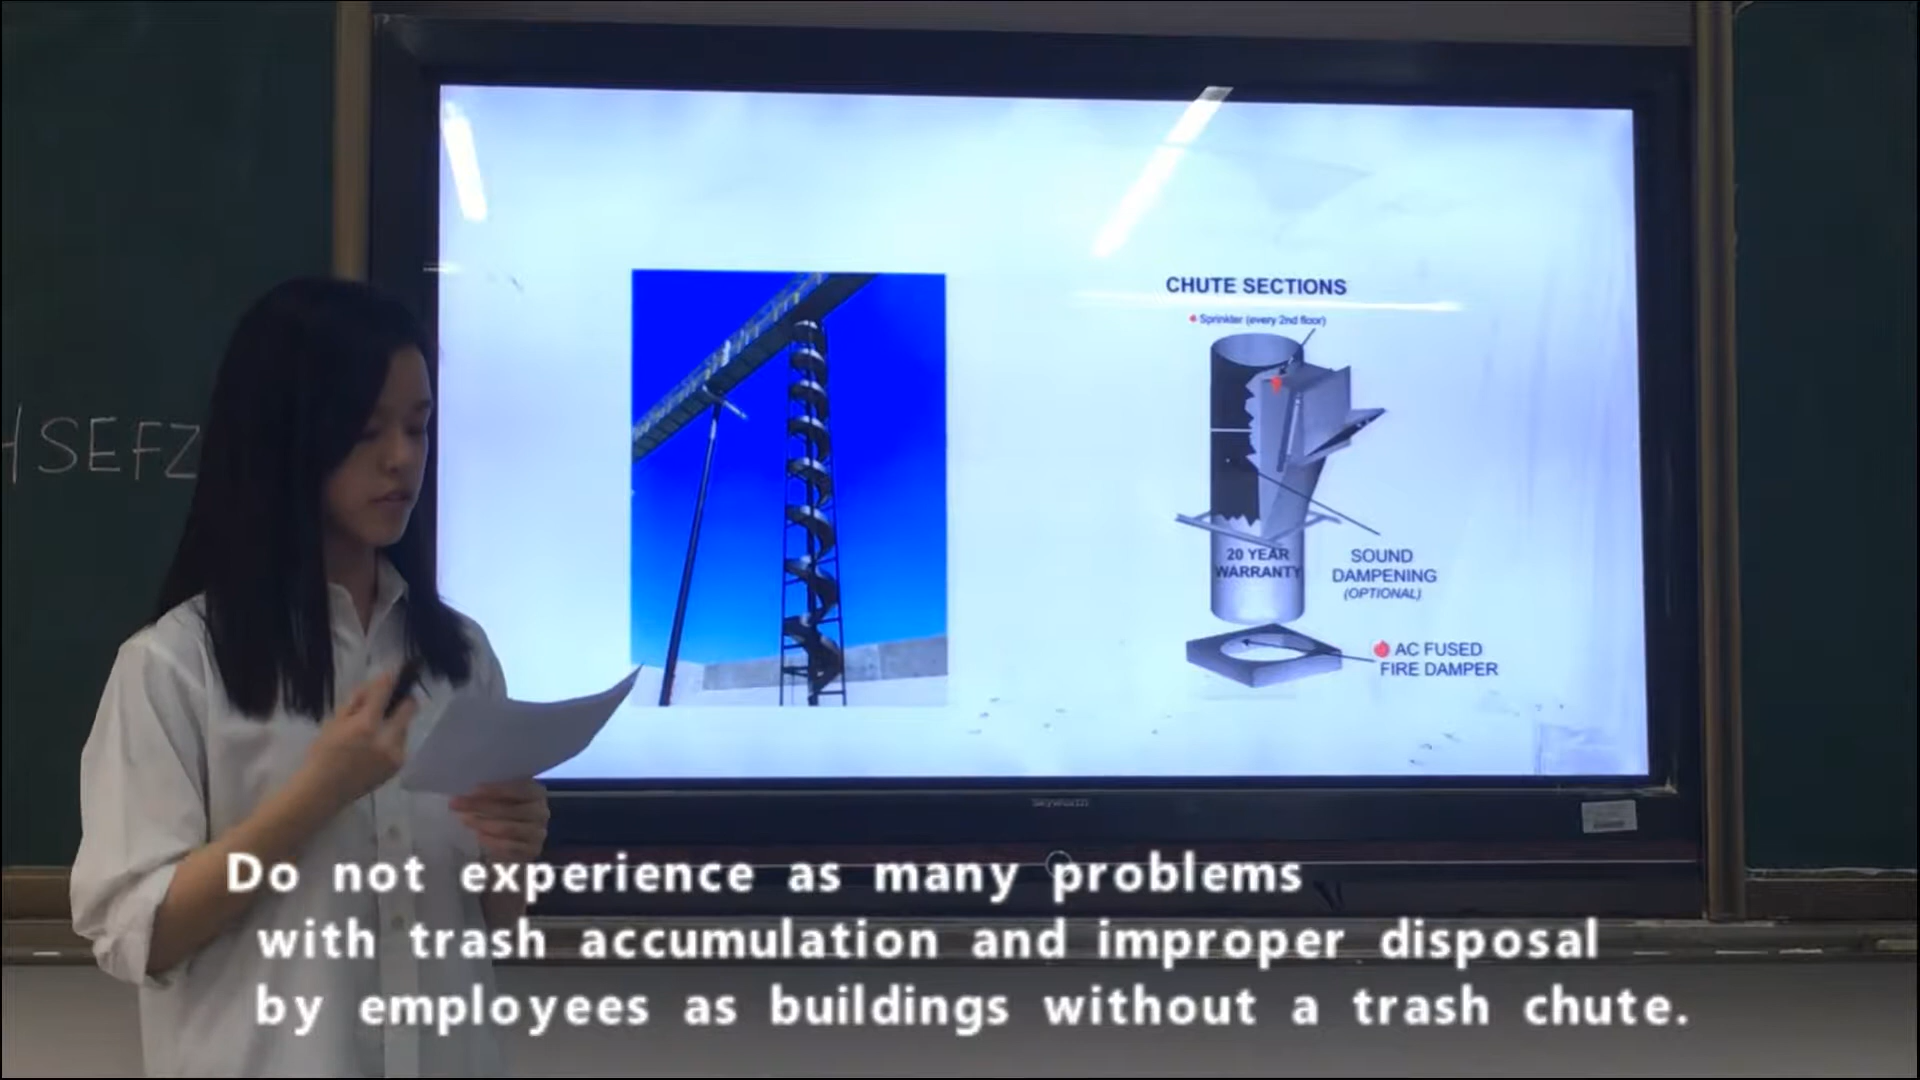 HSEFZ
CHUTE SECTIONS
Sprinkler (every 2nd floor)
20 YEAR
WARRANTY
SOUND
DAMPENING
(OPTIONAL)
AC FUSED
FIRE DAMPER
Skyworth
Do not experience as many problems
with trash accumulation and improper disposal
by employees as buildings without a trash chute.